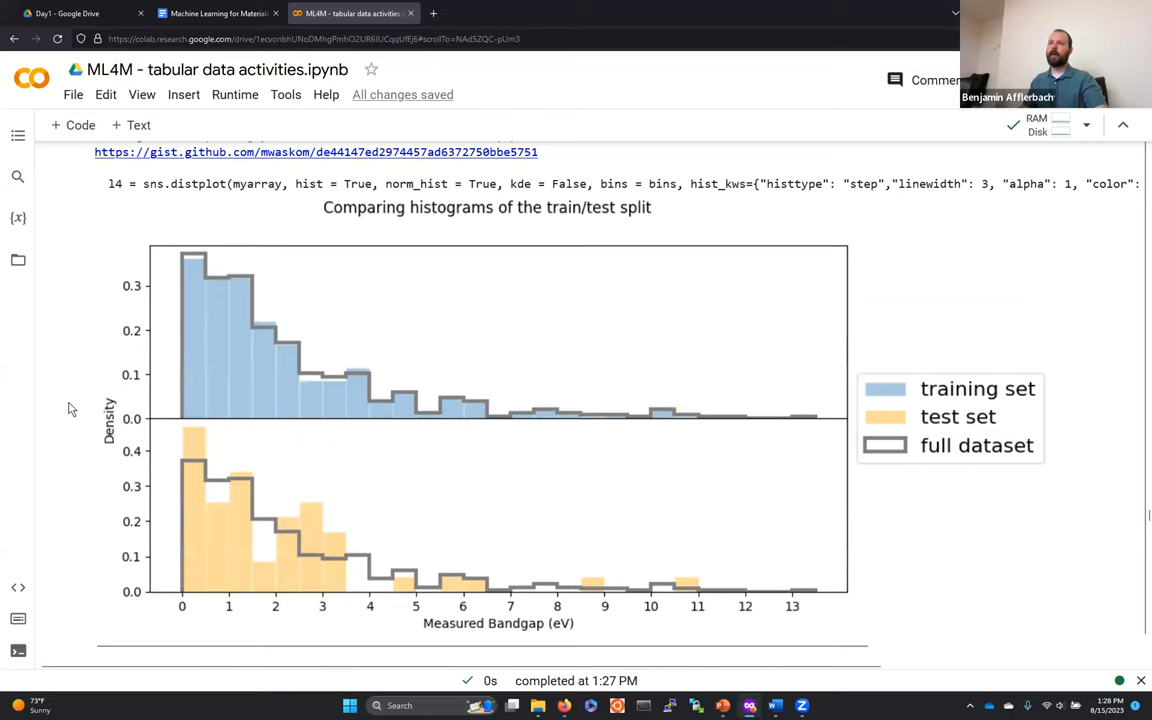 Day1 - Google Drive
Machine Learning for Materials
ML4M - tabular data activities.i
https://colab.research.google.com/drive/1ecvonbhUNoDMhgPmhO2UR6IUCqqUfEj6#scrollTo=NAd5ZQC-pUm3
ML4M - tabular data activities.ipynb
File Edit View Insert Runtime Tools Help All changes saved
Comme
Benjamin Afflerbach
+ Code + Text
RAM
Disk
{x}
https://gist.github.com/mwaskom/de44147ed2974457ad6372750bbe5751
l4 = sns.distplot(myarray, hist = True, norm_hist = True, kde = False, bins = bins, hist_kws={"histtype": "step","linewidth": 3, "alpha": 1, "color":
Comparing histograms of the train/test split
0.3
0.2
0.1
0.0
Density
training set
test set
full dataset
0.4
0.3
0.2
0.1
0.0
0 1 2 3 4 5 6 7 8 9 10 11 12 13
Measured Bandgap (eV)
0s completed at 1:27 PM
73°F
Sunny
Search
1:28 PM
8/15/2023